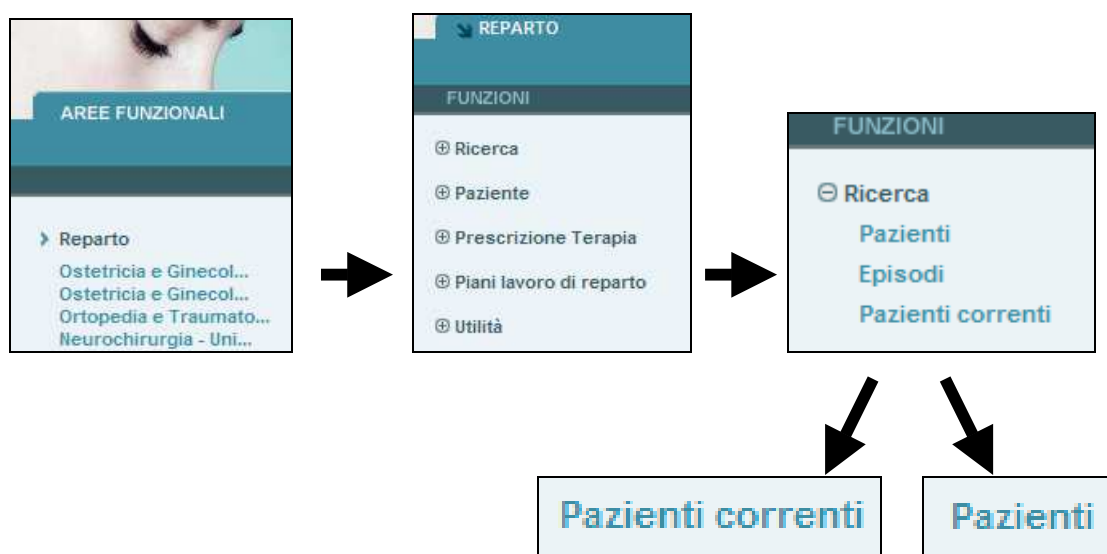 AREE FUNZIONALI
Reparto
Ostetricia e Ginecol...
Ostetricia e Ginecol...
Ortopedia e Traumato...
Neurochirurgia - Uni...
REPARTO
FUNZIONI
Ricerca
Paziente
Prescrizione Terapia
Piani lavoro di reparto
Utilità
FUNZIONI
Ricerca
Pazienti
Episodi
Pazienti correnti
Pazienti correnti
Pazienti